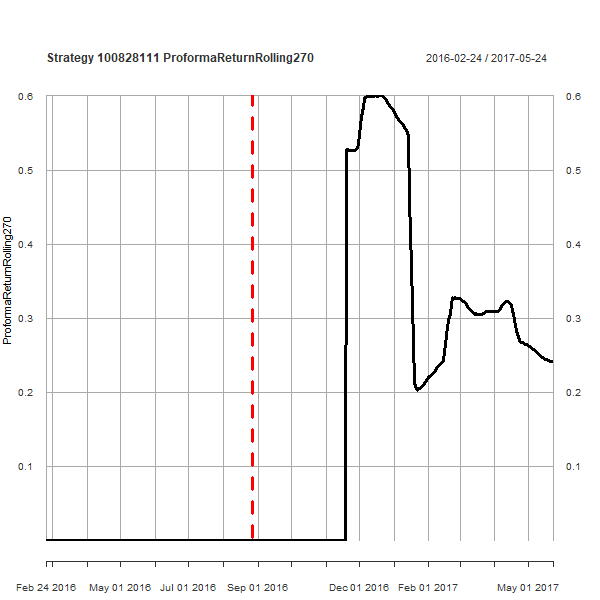 Strategy 100828111 ProformaReturnRolling270 2016-02-24 / 2017-05-24
0.6 0.6
0.5 0.5
0.4 0.4
0.3 0.3
0.2 0.2
0.1 0.1
ProformaReturnRolling270
Feb 24 2016 May 01 2016 Jul 01 2016 Sep 01 2016 Dec 01 2016 Feb 01 2017 May 01 2017